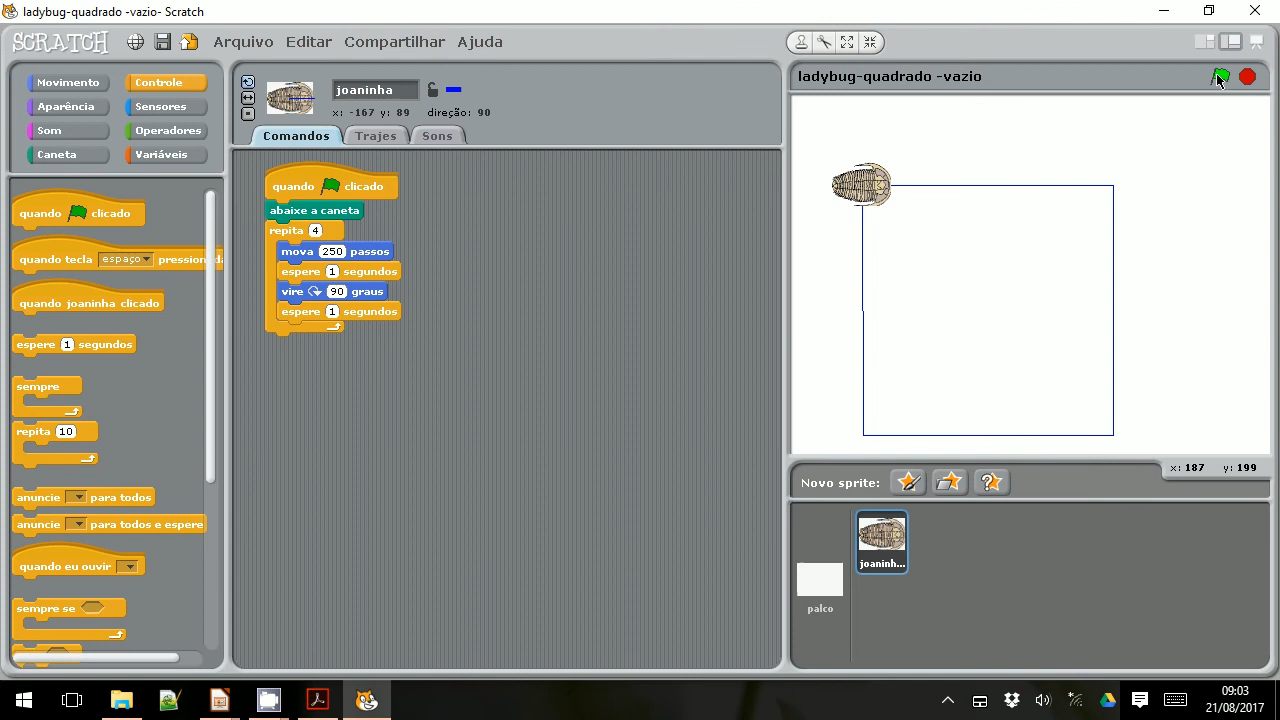 ladybug-quadrado -vazio- Scratch
SCRATCH
Arquivo Editar Compartilhar Ajuda
Movimento Controle
Aparência Sensores
Som Operadores
Caneta Variáveis
quando clicado
quando tecla espaço pressionada
quando joaninha clicado
espere 1 segundos
sempre
repita 10
anuncie para todos
anuncie para todos e espere
quando eu ouvir
sempre se
joaninha
x: -167 y: 89 direção: 90
Comandos Trajes Sons
quando clicado
abaixe a caneta
repita 4
mova 250 passos
espere 1 segundos
vire 90 graus
espere 1 segundos
ladybug-quadrado -vazio
x: 187 y: 199
Novo sprite:
joaninh...
palco
09:03
21/08/2017